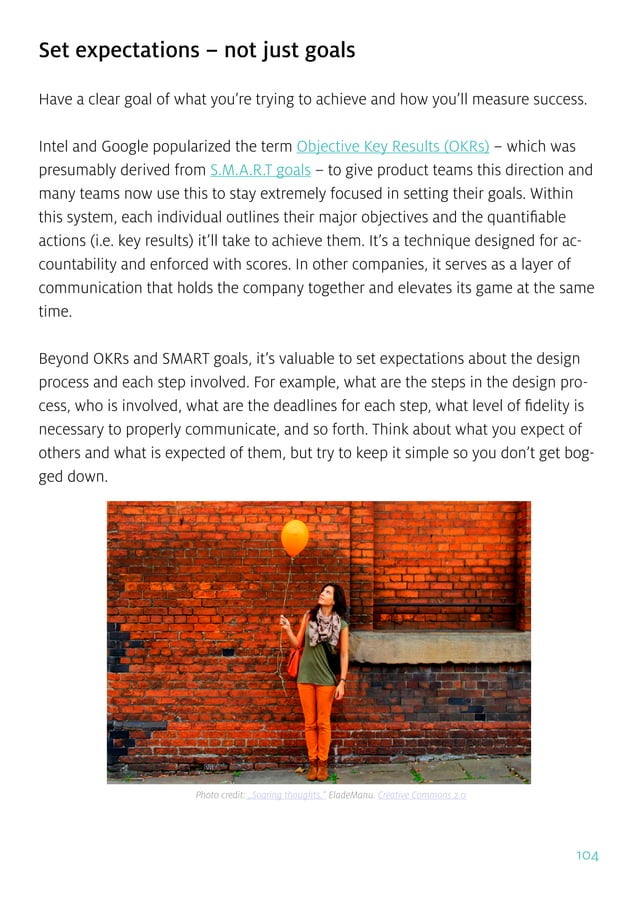 Set expectations – not just goals
Have a clear goal of what you’re trying to achieve and how you’ll measure success.
Intel and Google popularized the term Objective Key Results (OKRs) – which was
presumably derived from S.M.A.R.T goals – to give product teams this direction and
many teams now use this to stay extremely focused in setting their goals. Within
this system, each individual outlines their major objectives and the quantifiable
actions (i.e. key results) it’ll take to achieve them. It’s a technique designed for ac-
countability and enforced with scores. In other companies, it serves as a layer of
communication that holds the company together and elevates its game at the same
time.
Beyond OKRs and SMART goals, it’s valuable to set expectations about the design
process and each step involved. For example, what are the steps in the design pro-
cess, who is involved, what are the deadlines for each step, what level of fidelity is
necessary to properly communicate, and so forth. Think about what you expect of
others and what is expected of them, but try to keep it simple so you don’t get bog-
ged down.
Photo credit: „Soaring thoughts.” EladeManu. Creative Commons 2.0
104